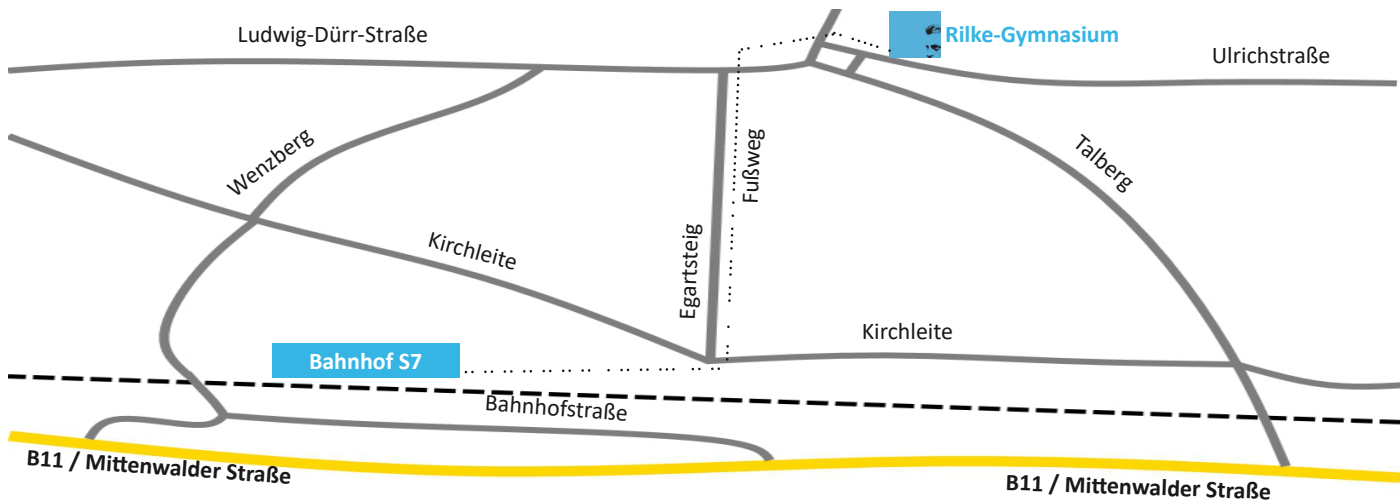 Ludwig-Dürr-Straße
Rilke-Gymnasium
Ulrichstraße
Wenzberg
Fußweg
Talberg
Kirchleite
Egartsteig
Kirchleite
Bahnhof S7
Bahnhofstraße
B11 / Mittenwalder Straße
B11 / Mittenwalder Straße